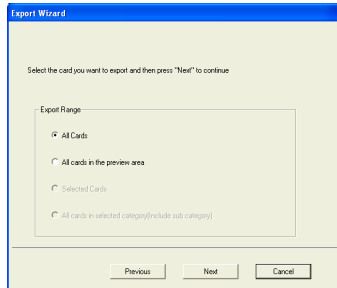 Export Wizard
Select the card you want to export and then press "Next" to continue
Export Range
All Cards
All cards in the preview area
Selected Cards
All cards in selected category(Include sub category)
Previous
Next
Cancel